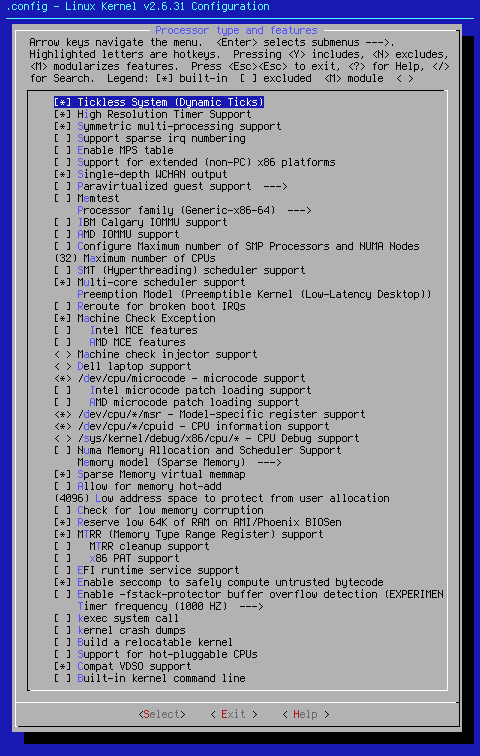 .config - Linux Kernel v2.6.31 Configuration
Processor type and features
Arrow keys navigate the menu.  <Enter> selects submenus --->.
Highlighted letters are hotkeys.  Pressing <Y> includes, <N> excludes,
<M> modularizes features.  Press <Esc><Esc> to exit, <?> for Help, </>
for Search.  Legend: [*] built-in  [ ] excluded  <M> module  < >
[*] Tickless System (Dynamic Ticks)
[*] High Resolution Timer Support
[*] Symmetric multi-processing support
[ ] Support sparse irq numbering
[ ] Enable MPS table
[ ] Support for extended (non-PC) x86 platforms
[*] Single-depth WCHAN output
[ ] Paravirtualized guest support  --->
[ ] Memtest
Processor family (Generic-x86-64)  --->
[ ] IBM Calgary IOMMU support
[ ] AMD IOMMU support
[ ] Configure Maximum number of SMP Processors and NUMA Nodes
(32) Maximum number of CPUs
[ ] SMT (Hyperthreading) scheduler support
[*] Multi-core scheduler support
Preemption Model (Preemptible Kernel (Low-Latency Desktop))
[ ] Reroute for broken boot IRQs
[*] Machine Check Exception
[ ]   Intel MCE features
[ ]   AMD MCE features
< > Machine check injector support
< > Dell laptop support
<*> /dev/cpu/microcode - microcode support
[ ]   Intel microcode patch loading support
[ ]   AMD microcode patch loading support
<*> /dev/cpu/*/msr - Model-specific register support
<*> /dev/cpu/*/cpuid - CPU information support
< > /sys/kernel/debug/x86/cpu/* - CPU Debug support
[ ] Numa Memory Allocation and Scheduler Support
Memory model (Sparse Memory)  --->
[*] Sparse Memory virtual memmap
[ ] Allow for memory hot-add
(4096) Low address space to protect from user allocation
[ ] Check for low memory corruption
[*] Reserve low 64K of RAM on AMI/Phoenix BIOSen
[*] MTRR (Memory Type Range Register) support
[ ]   MTRR cleanup support
[ ]   x86 PAT support
[ ] EFI runtime service support
[*] Enable seccomp to safely compute untrusted bytecode
[ ] Enable -fstack-protector buffer overflow detection (EXPERIMEN
Timer frequency (1000 HZ)  --->
[ ] kexec system call
[ ] kernel crash dumps
[ ] Build a relocatable kernel
[ ] Support for hot-pluggable CPUs
[*] Compat VDSO support
[ ] Built-in kernel command line
<Select>    < Exit >    < Help >